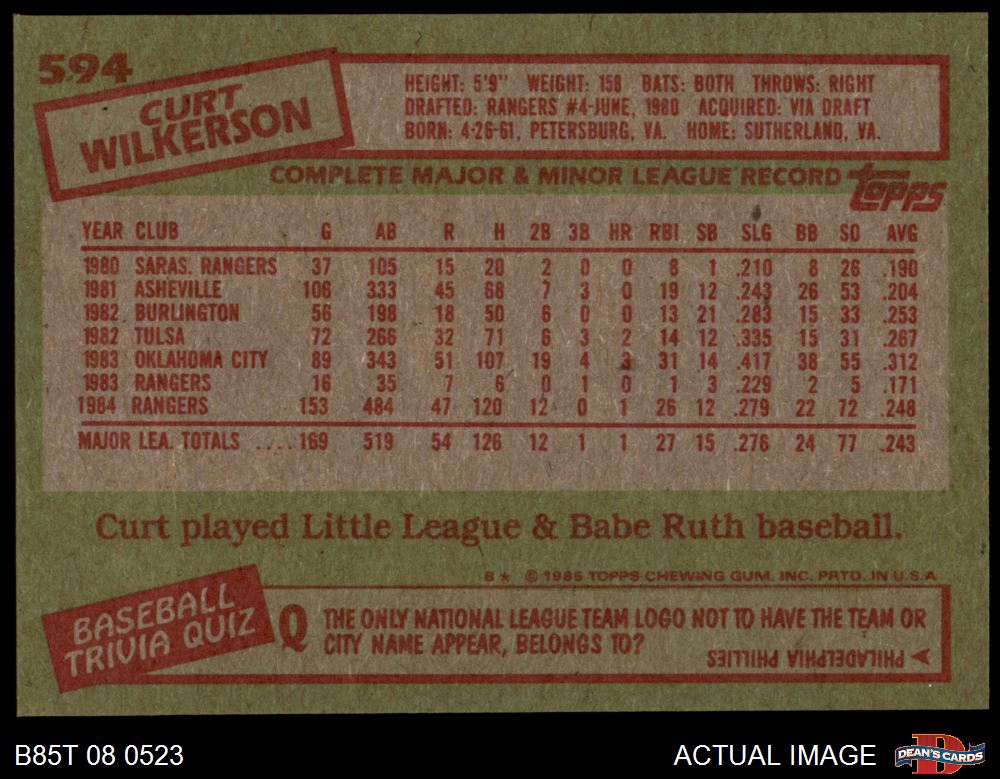 594
CURT
WILKERSON
HEIGHT: 5'9" WEIGHT: 158 BATS: BOTH THROWS: RIGHT
DRAFTED: RANGERS #4-JUNE, 1980 ACQUIRED: VIA DRAFT
BORN: 4-26-61, PETERSBURG, VA. HOME: SUTHERLAND, VA.
COMPLETE MAJOR & MINOR LEAGUE RECORD topps
YEAR CLUB G AB R H 2B 3B HR RBI SB SLG BB SO AVG
1980 SARAS. RANGERS 37 105 15 20 2 0 0 8 1 .210 8 26 .190
1981 ASHEVILLE 106 333 45 68 7 3 0 19 12 .243 26 53 .204
1982 BURLINGTON 56 198 18 50 6 0 0 13 21 .283 15 33 .253
1982 TULSA 72 266 32 71 6 3 2 14 12 .335 15 31 .267
1983 OKLAHOMA CITY 89 343 51 107 19 4 3 31 14 .417 38 55 .312
1983 RANGERS 16 35 7 6 0 1 0 1 3 .229 2 5 .171
1984 RANGERS 153 484 47 120 12 0 1 26 12 .279 22 72 .248
MAJOR LEA. TOTALS ....169 519 54 126 12 1 1 27 15 .276 24 77 .243
Curt played Little League & Babe Ruth baseball.
B* © 1985 TOPPS CHEWING GUM, INC. PRTD. IN U.S.A
BASEBALL
TRIVIA QUIZ
Q THE ONLY NATIONAL LEAGUE TEAM LOGO NOT TO HAVE THE TEAM OR
CITY NAME APPEAR, BELONGS TO?
PHILADELPHIA PHILLIES
B85T 08 0523
ACTUAL IMAGE
DEAN'S CARDS